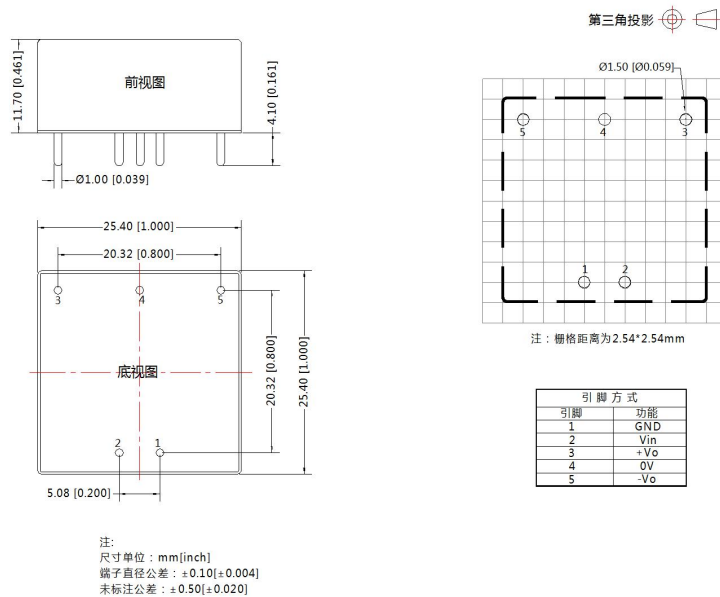 第三角投影
Ø1.50 [Ø0.059]
前视图
11.70 [0.461]
4.10 [0.161]
Ø1.00 [0.039]
5
4
3
1
2
注：栅格距离为2.54*2.54mm
25.40 [1.000]
20.32 [0.800]
3
4
5
底视图
20.32 [0.800]
25.40 [1.000]
2
1
5.08 [0.200]
引脚方式
引脚 功能
1 GND
2 Vin
3 +Vo
4 0V
5 -Vo
注:
尺寸单位：mm[inch]
端子直径公差：±0.10[±0.004]
未标注公差：±0.50[±0.020]